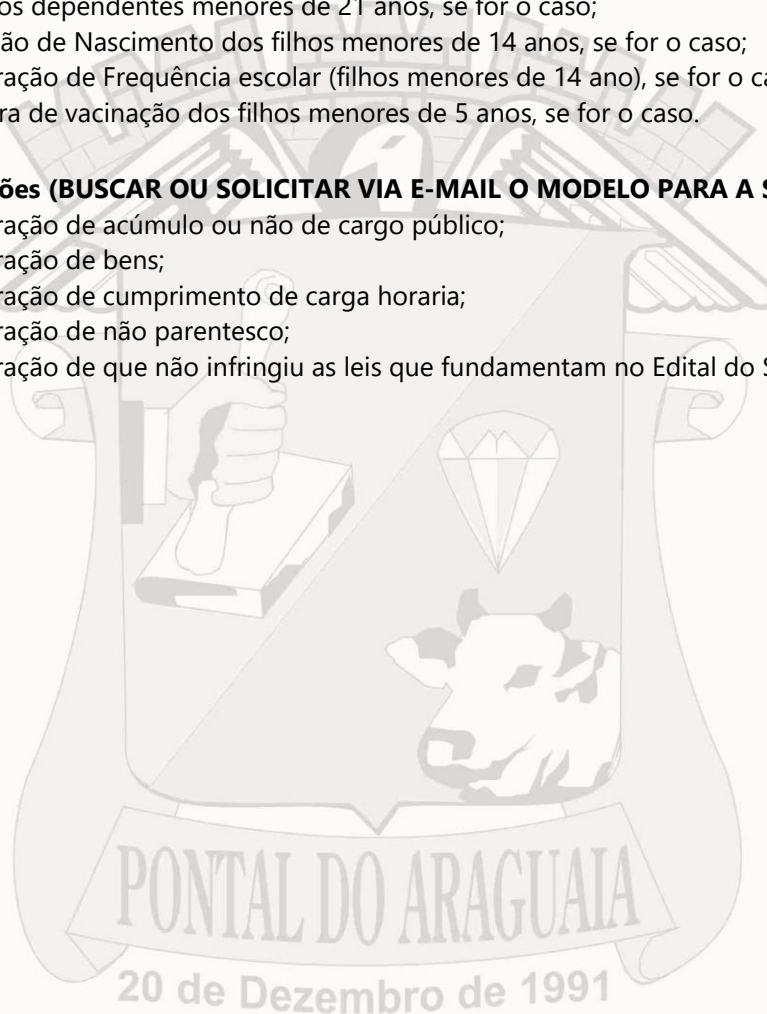 os dependentes menores de 21 anos, se for o caso;
ão de Nascimento dos filhos menores de 14 anos, se for o caso;
ração de Frequência escolar (filhos menores de 14 ano), se for o ca
ra de vacinação dos filhos menores de 5 anos, se for o caso.
ões (BUSCAR OU SOLICITAR VIA E-MAIL O MODELO PARA A S
ração de acúmulo ou não de cargo público;
ração de bens;
ração de cumprimento de carga horaria;
ração de não parentesco;
ração de que não infringiu as leis que fundamentam no Edital do S
PONTAL DO ARAGUAIA
20 de Dezembro de 1991